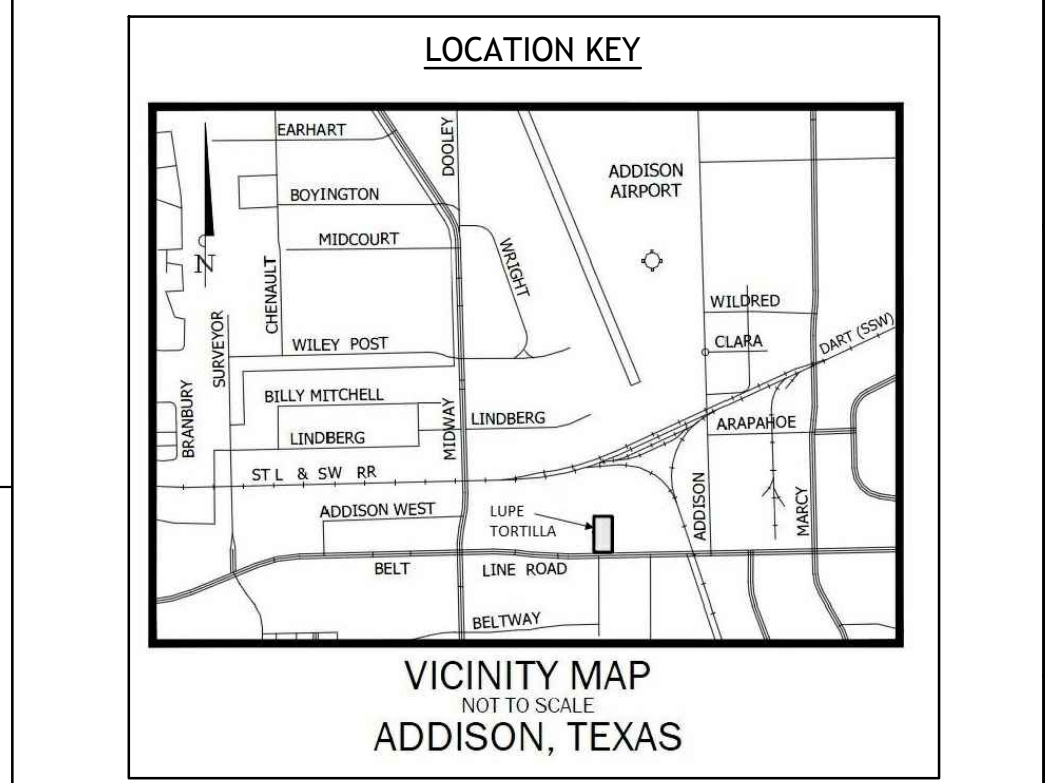 LOCATION KEY
EARHART
DOOLEY
ADDISON
AIRPORT
BOYINGTON
MIDCOURT
WRIGHT
N
CHENAULT
SURVEYOR
WILDRED
CLARA
DART (SSW)
WILEY POST
BILLY MITCHELL
BRANBURY
LINDBERG
MIDWAY
LINDBERG
ARAPAHOE
ST L & SW RR
ADDISON WEST
LUPE
TORTILLA
ADDISON
MARCY
BELT LINE ROAD
BELTWAY
VICINITY MAP
NOT TO SCALE
ADDISON, TEXAS